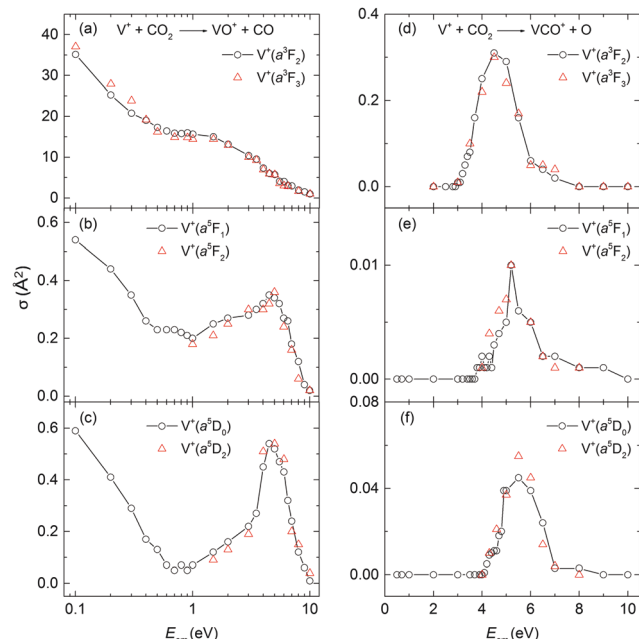 (a) V⁺ + CO₂ → VO⁺ + CO
V⁺(a³F₂)
V⁺(a³F₃)
40
30
20
10
0
(b)
V⁺(a⁵F₁)
V⁺(a⁵F₂)
0.6
0.4
0.2
0.0
σ (Å²)
(c)
V⁺(a⁵D₀)
V⁺(a⁵D₂)
0.6
0.4
0.2
0.0
0.1 1 10
(eV)
(d) V⁺ + CO₂ → VCO⁺ + O
V⁺(a³F₂)
V⁺(a³F₃)
0.3
0.2
0.0
(e)
V⁺(a⁵F₁)
V⁺(a⁵F₂)
0.01
0.00
(f)
V⁺(a⁵D₀)
V⁺(a⁵D₂)
0.08
0.04
0.00
0 2 4 6 8 10
(eV)